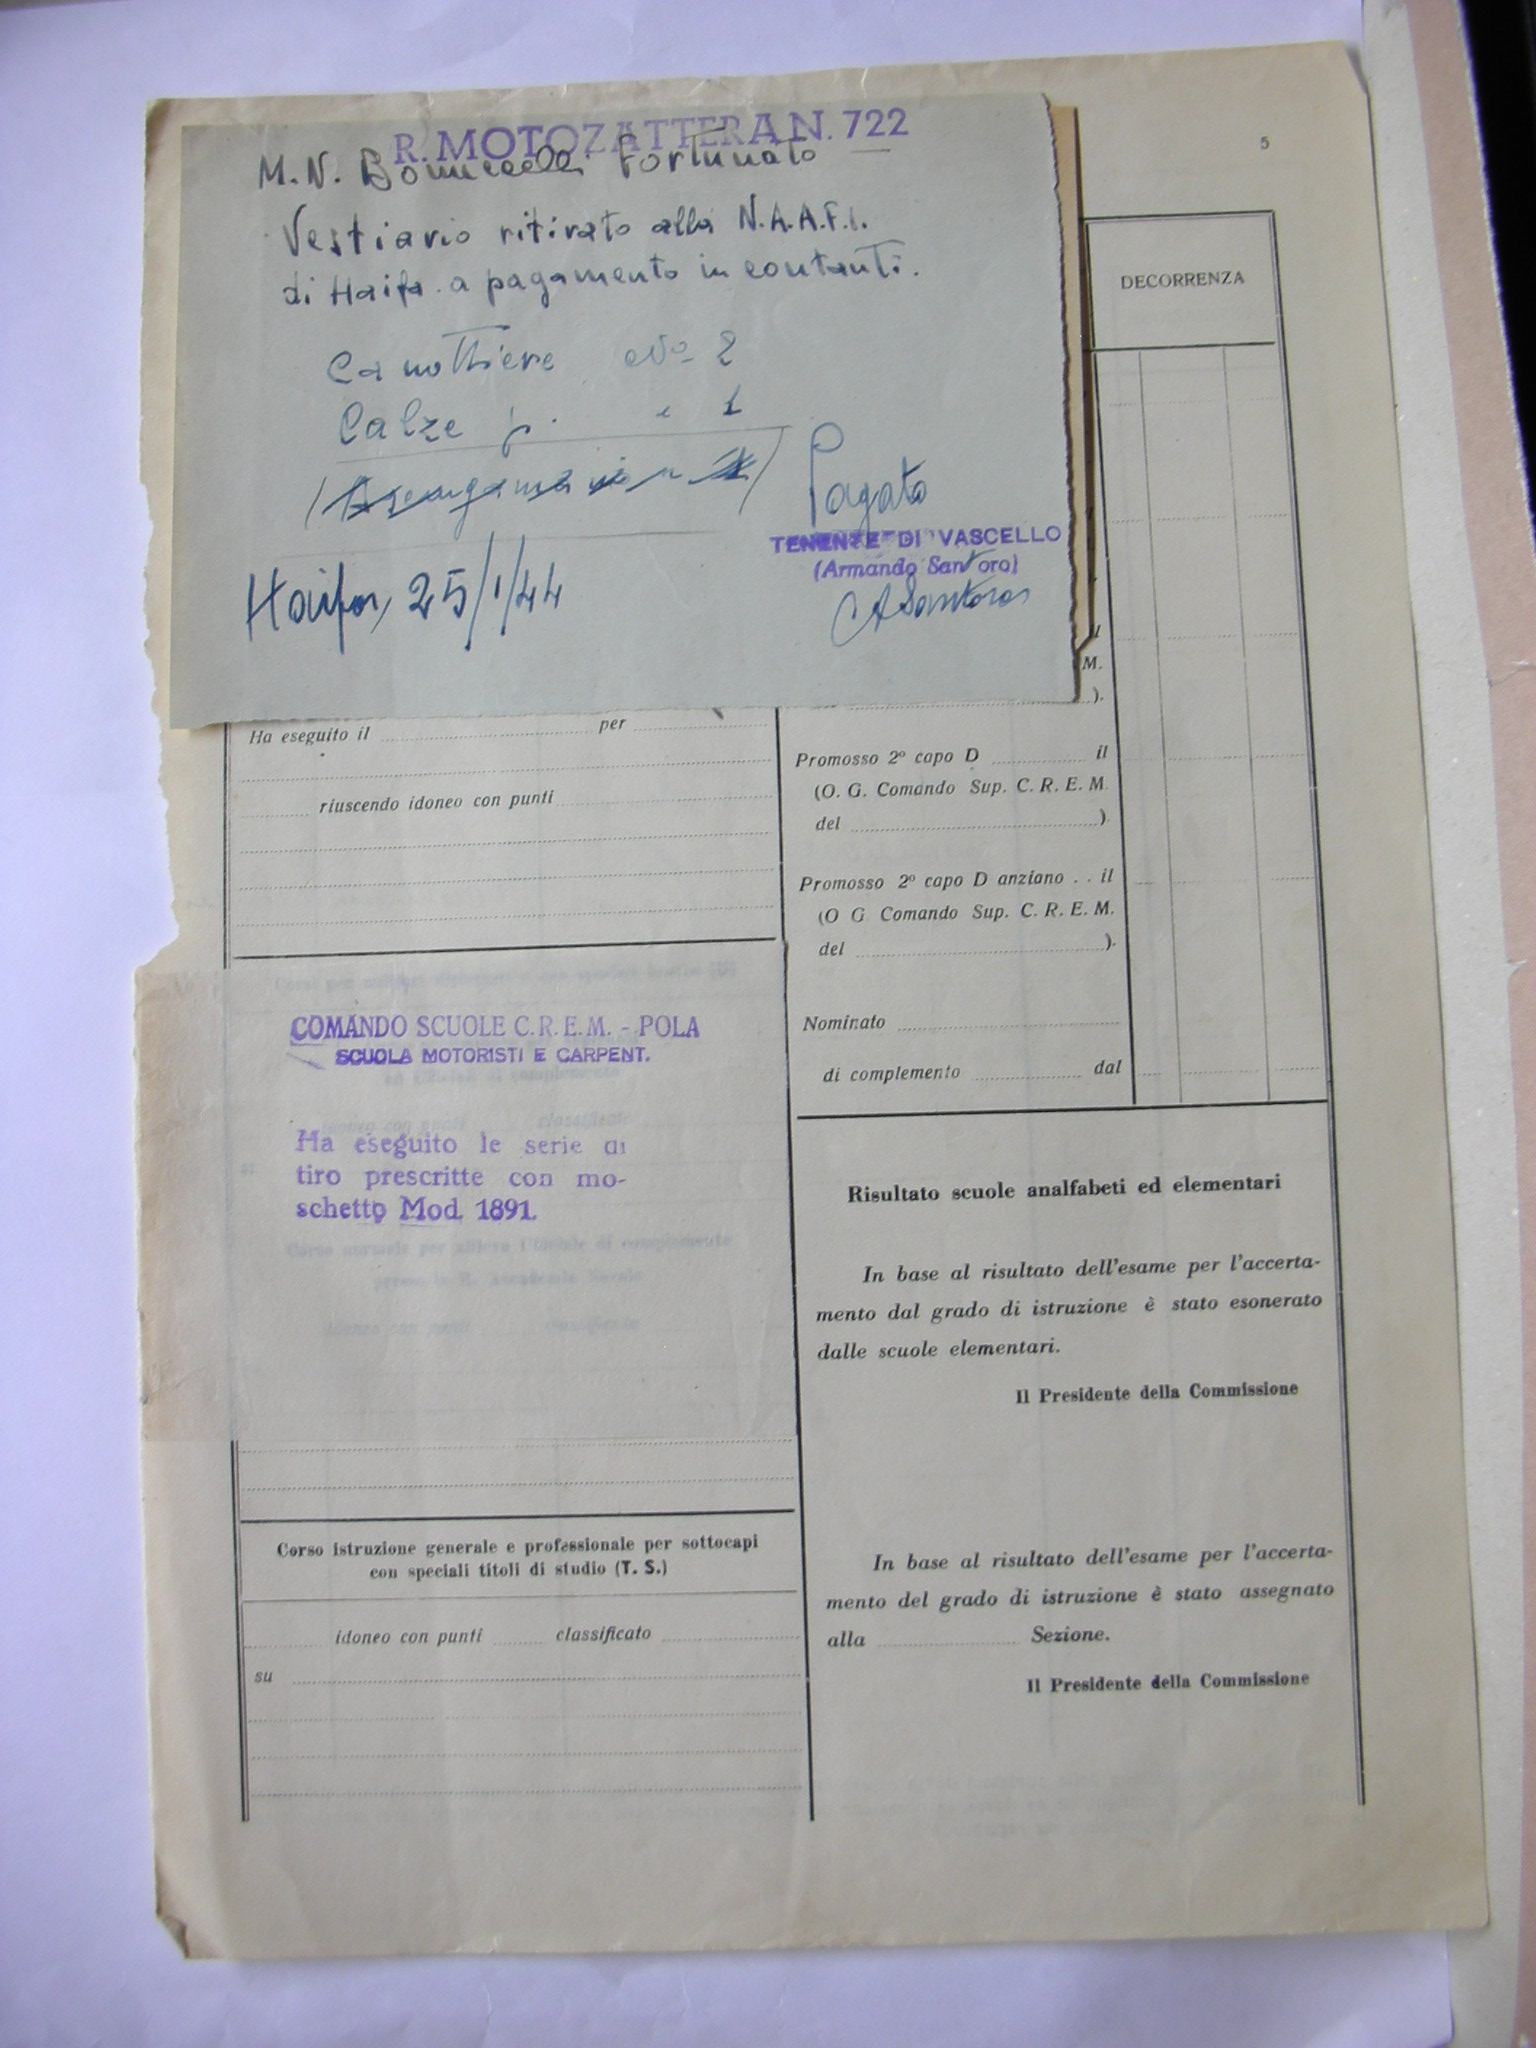 R. MOTOZATTERA N. 722
M. N. Fortunato
Vestiario ritirato alla N.A.A.F.I.
di Haifa a pagamento in contanti.
Canottiere No 2
Calze p. " 1
Pagato
TENENTE DI VASCELLO
(Armando Santoro)
ASantoro
Haifa, 25/1/44
5
DECORRENZA
M.
).
Ha eseguito il per
riuscendo idoneo con punti
Promosso 2º capo D il
(O. G. Comando Sup. C. R. E. M.
del ).
Promosso 2º capo D anziano . . il
(O G Comando Sup. C. R. E. M.
del ).
Nominato
di complemento dal
COMANDO SCUOLE C.R.E.M. - POLA
SCUOLA MOTORISTI E CARPENT.
Ha eseguito le serie di
tiro prescritte con mo-
schetto Mod. 1891.
Corso istruzione generale e professionale per sottocapi
con speciali titoli di studio (T. S.)
idoneo con punti classificato
su
Risultato scuole analfabeti ed elementari
In base al risultato dell'esame per l'accerta-
mento dal grado di istruzione è stato esonerato
dalle scuole elementari.
Il Presidente della Commissione
In base al risultato dell'esame per l'accerta-
mento del grado di istruzione è stato assegnato
alla Sezione.
Il Presidente della Commissione